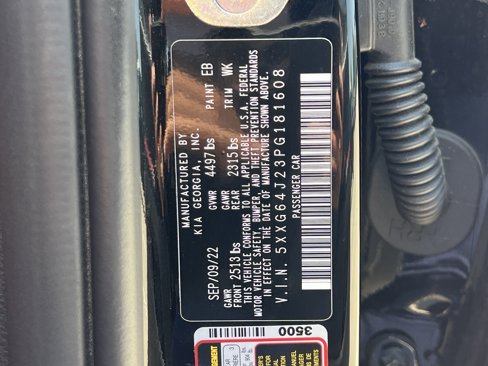 MANUFACTURED BY
KIA GEORGIA, INC.
SEP/09/22 GVWR 4497lbs PAINT EB
GAWR FRONT 2513lbs GAWR REAR 2315lbs TRIM WK
THIS VEHICLE CONFORMS TO ALL APPLICABLE U.S.A. FEDERAL
MOTOR VEHICLE SAFETY, BUMPER, AND THEFT PREVENTION STANDARDS
IN EFFECT ON THE DATE OF MANUFACTURE SHOWN ABOVE.
V.I.N. 5XXG64J23PG181608
PASSENGER CAR
3500